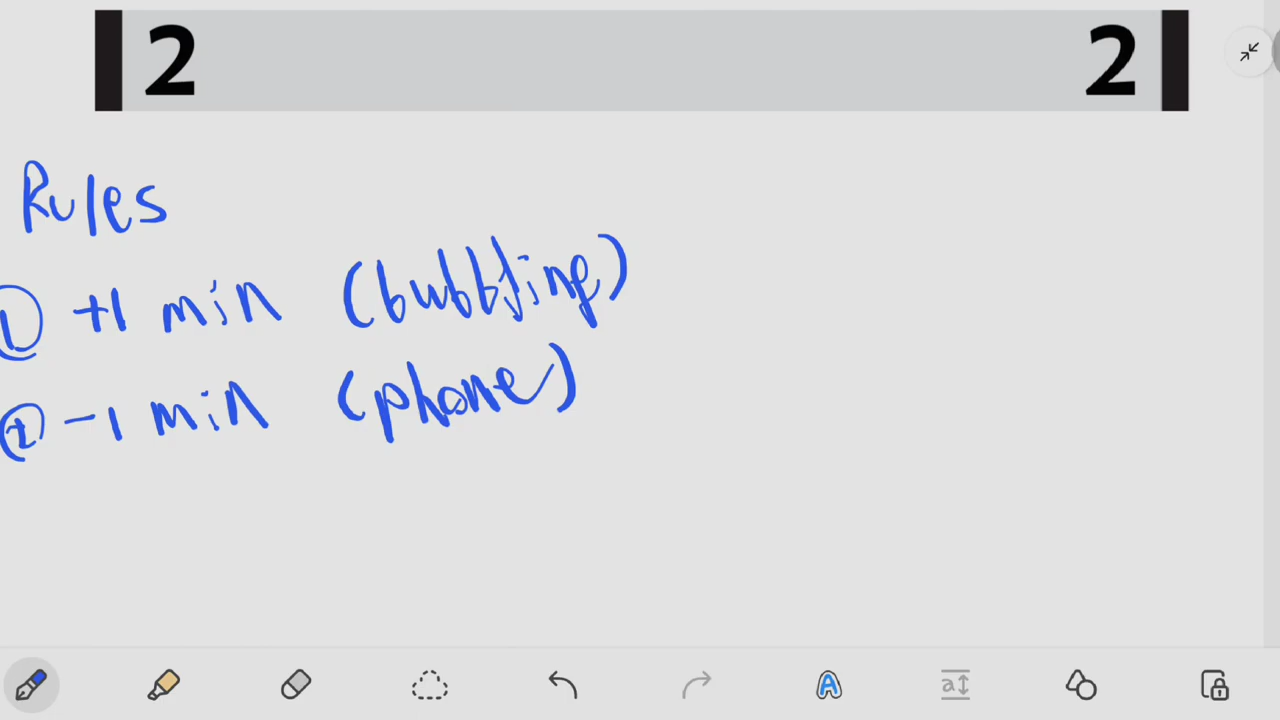 2 2
Rules
① +1 min (bubbling)
② -1 min (phone)
A
a